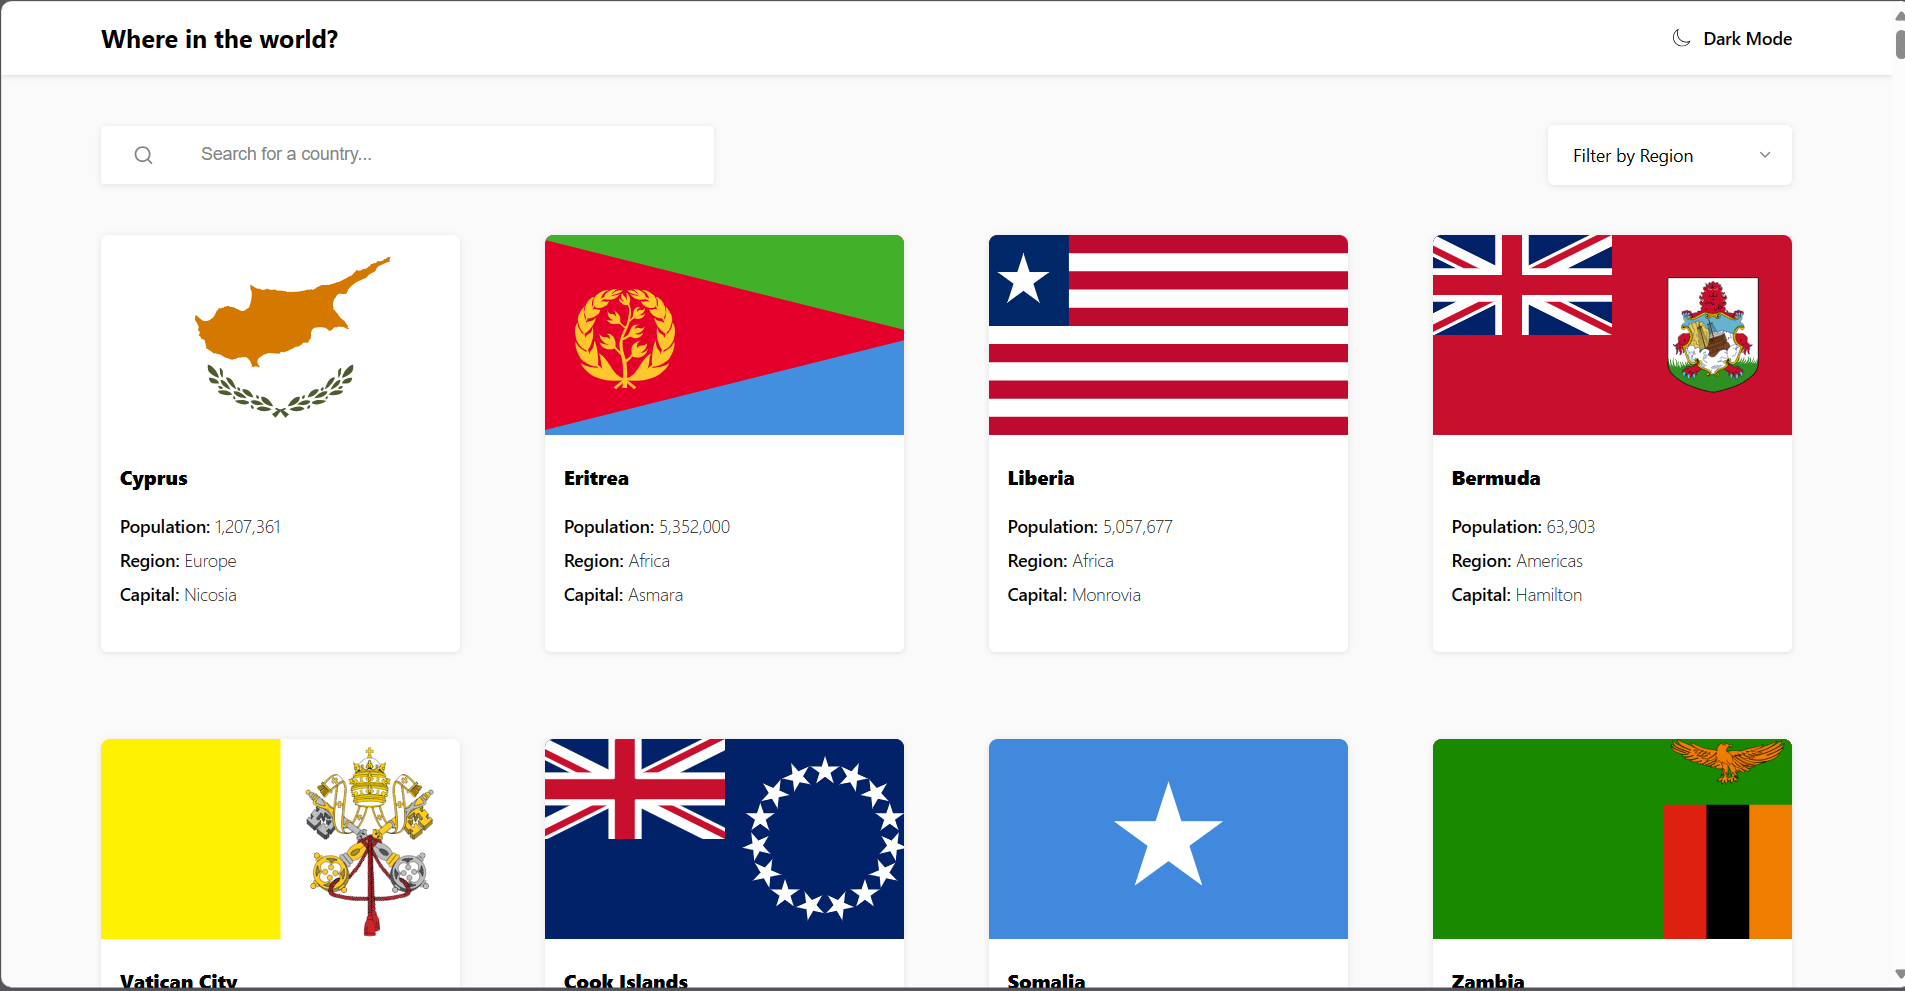 Where in the world?
Dark Mode
Search for a country...
Filter by Region
Cyprus
Population: 1,207,361
Region: Europe
Capital: Nicosia
Eritrea
Population: 5,352,000
Region: Africa
Capital: Asmara
Liberia
Population: 5,057,677
Region: Africa
Capital: Monrovia
Bermuda
Population: 63,903
Region: Americas
Capital: Hamilton
Vatican City
Cook Islands
Somalia
Zambia